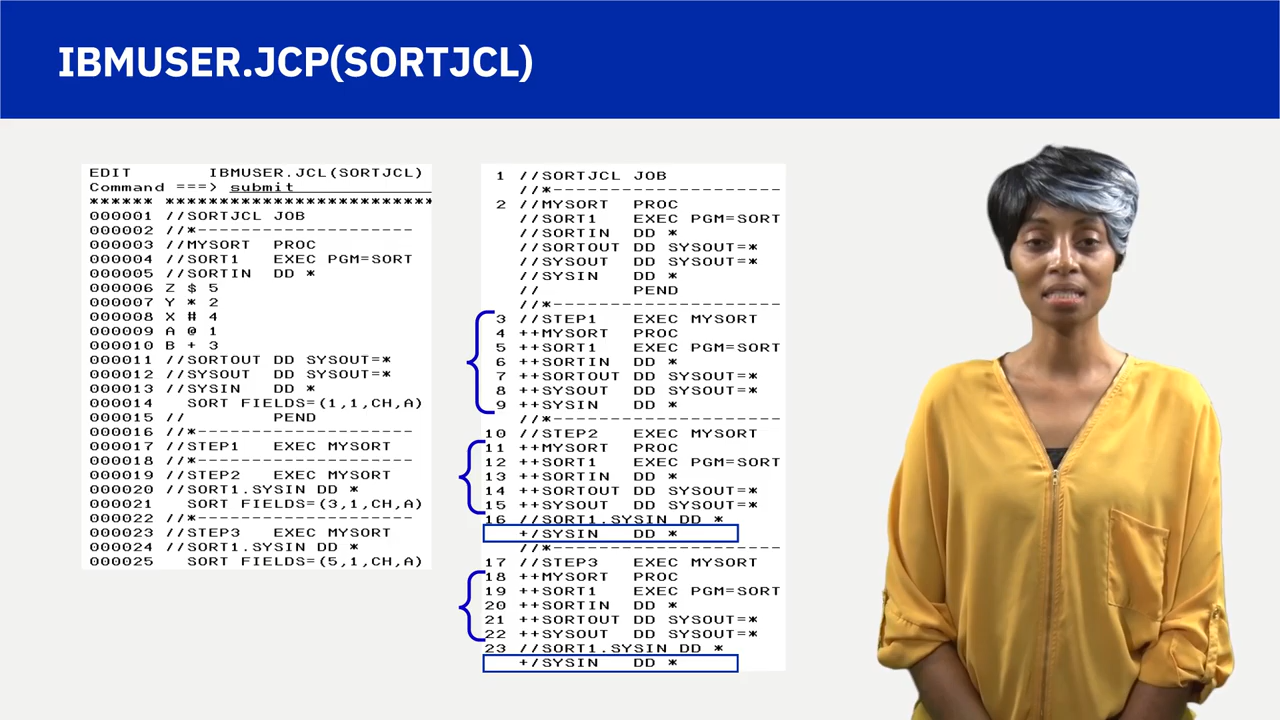 IBMUSER.JCP(SORTJCL)
EDIT IBMUSER.JCL(SORTJCL)
Command ===> submit
****** *************************
000001 //SORTJCL JOB
000002 //*--------------------
000003 //MYSORT PROC
000004 //SORT1 EXEC PGM=SORT
000005 //SORTIN DD *
000006 Z $ 5
000007 Y * 2
000008 X # 4
000009 A @ 1
000010 B + 3
000011 //SORTOUT DD SYSOUT=*
000012 //SYSOUT DD SYSOUT=*
000013 //SYSIN DD *
000014 SORT FIELDS=(1,1,CH,A)
000015 // PEND
000016 //*--------------------
000017 //STEP1 EXEC MYSORT
000018 //*--------------------
000019 //STEP2 EXEC MYSORT
000020 //SORT1.SYSIN DD *
000021 SORT FIELDS=(3,1,CH,A)
000022 //*--------------------
000023 //STEP3 EXEC MYSORT
000024 //SORT1.SYSIN DD *
000025 SORT FIELDS=(5,1,CH,A)
1 //SORTJCL JOB
//*---------------------
2 //MYSORT PROC
//SORT1 EXEC PGM=SORT
//SORTIN DD *
//SORTOUT DD SYSOUT=*
//SYSOUT DD SYSOUT=*
//SYSIN DD *
// PEND
//*---------------------
3 //STEP1 EXEC MYSORT
4 ++MYSORT PROC
5 ++SORT1 EXEC PGM=SORT
6 ++SORTIN DD *
7 ++SORTOUT DD SYSOUT=*
8 ++SYSOUT DD SYSOUT=*
9 ++SYSIN DD *
//*---------------------
10 //STEP2 EXEC MYSORT
11 ++MYSORT PROC
12 ++SORT1 EXEC PGM=SORT
13 ++SORTIN DD *
14 ++SORTOUT DD SYSOUT=*
15 ++SYSOUT DD SYSOUT=*
16 //SORT1.SYSIN DD *
+/SYSIN DD *
//*---------------------
17 //STEP3 EXEC MYSORT
18 ++MYSORT PROC
19 ++SORT1 EXEC PGM=SORT
20 ++SORTIN DD *
21 ++SORTOUT DD SYSOUT=*
22 ++SYSOUT DD SYSOUT=*
23 //SORT1.SYSIN DD *
+/SYSIN DD *